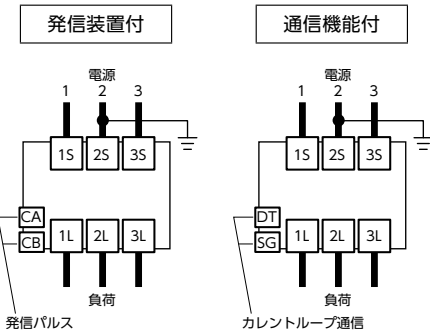 発信装置付
電源
1 2 3
1S 2S 3S
CA
CB
1L 2L 3L
負荷
発信パルス
通信機能付
電源
1 2 3
1S 2S 3S
DT
SG
1L 2L 3L
負荷
カレントループ通信